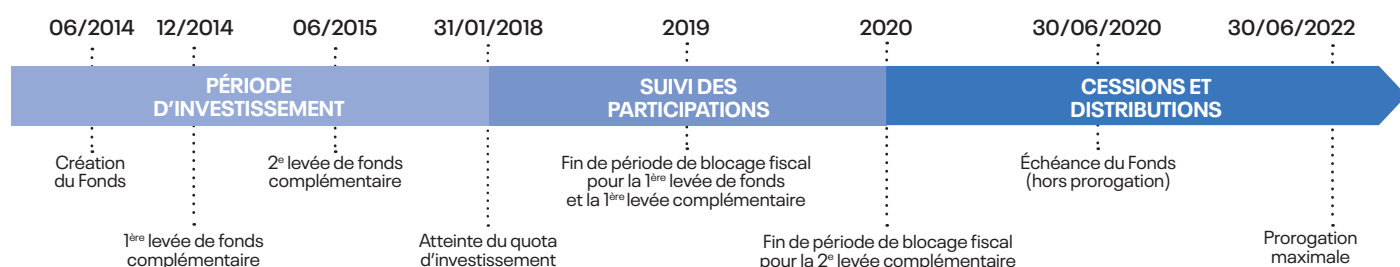 06/2014 12/2014 06/2015 31/01/2018 2019 2020 30/06/2020 30/06/2022
PÉRIODE
D'INVESTISSEMENT
SUIVI DES
PARTICIPATIONS
CESSIONS ET
DISTRIBUTIONS
Création
du Fonds
1ère levée de fonds
complémentaire
2e levée de fonds
complémentaire
Atteinte du quota
d'investissement
Fin de période de blocage fiscal
pour la 1ère levée de fonds
et la 1ère levée complémentaire
Fin de période de blocage fiscal
pour la 2e levée complémentaire
Échéance du Fonds
(hors prorogation)
Prorogation
maximale